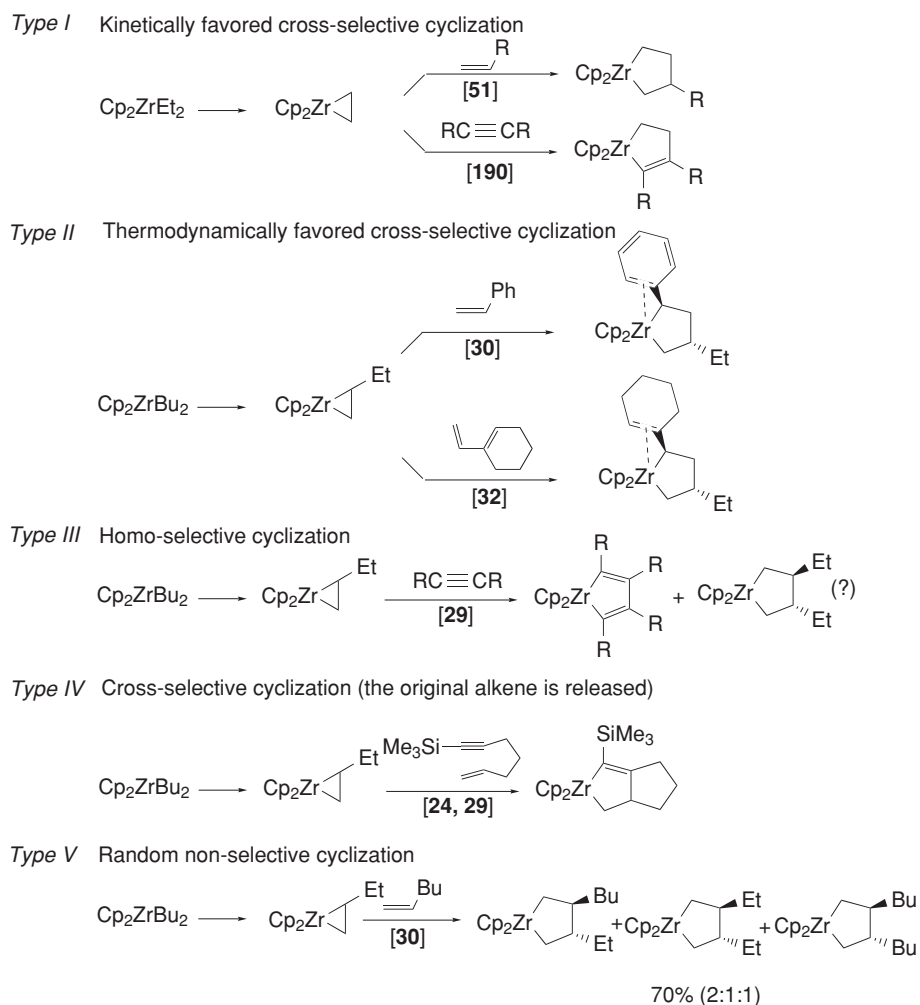 Type I Kinetically favored cross-selective cyclization
R
Cp2ZrEt2
Cp2Zr
[51]
Cp2Zr
R
RC≡CR
[190]
Cp2Zr
R
R
Type II Thermodynamically favored cross-selective cyclization
Ph
[30]
Cp2Zr
Et
Cp2ZrBu2
Cp2Zr
Et
[32]
Cp2Zr
Et
Type III Homo-selective cyclization
Cp2ZrBu2
Cp2Zr
Et
RC≡CR
[29]
Cp2Zr
R
R
R
R
+
Cp2Zr
Et
Et
(?)
Type IV Cross-selective cyclization (the original alkene is released)
Cp2ZrBu2
Cp2Zr
Et
Me3Si
[24, 29]
SiMe3
Cp2Zr
Type V Random non-selective cyclization
Cp2ZrBu2
Cp2Zr
Et
Bu
[30]
Cp2Zr
Bu
Et
+
Cp2Zr
Et
Et
+
Cp2Zr
Bu
Bu
70% (2:1:1)